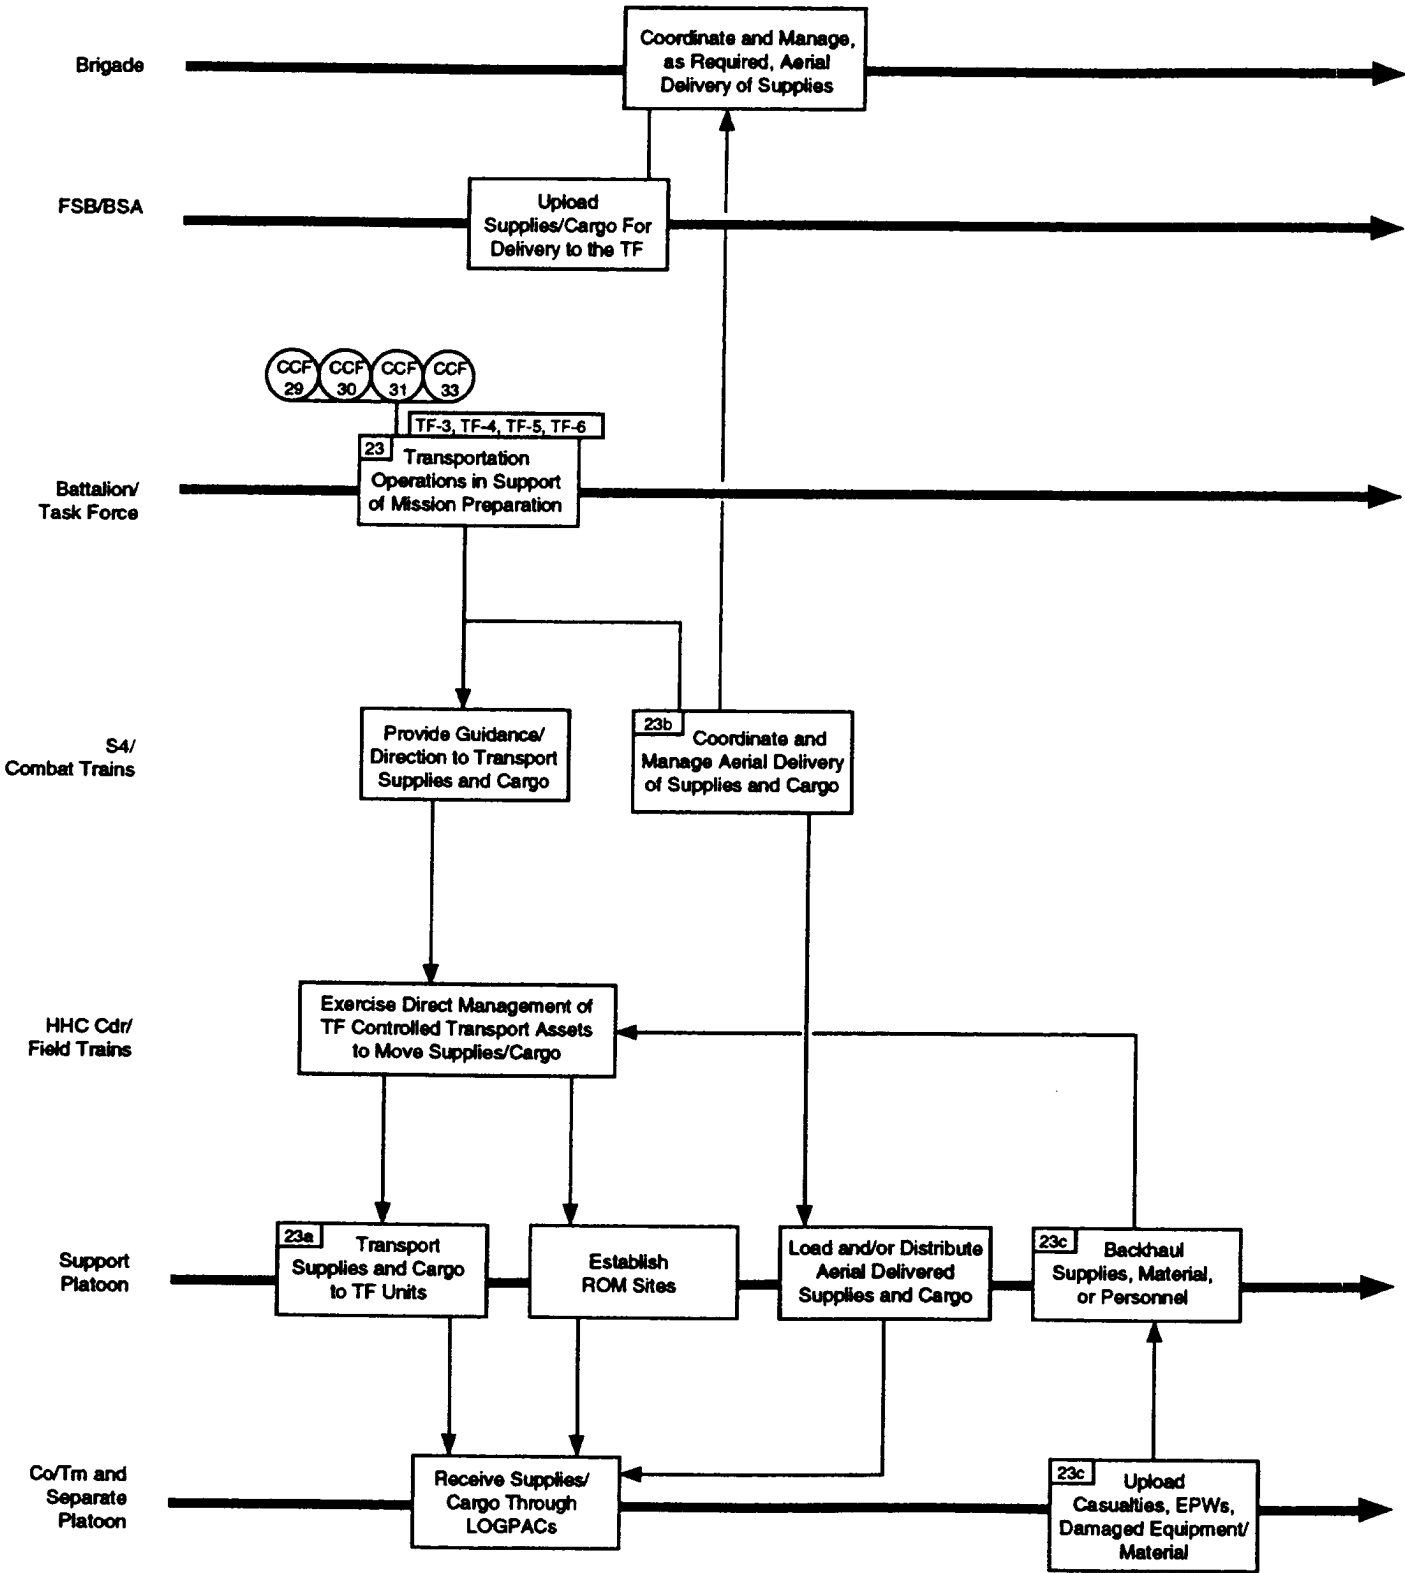 Coordinate and Manage,
as Required, Aerial
Delivery of Supplies
Brigade
FSB/BSA
Upload
Supplies/Cargo For
Delivery to the TF
CCF
29
CCF
30
CCF
31
CCF
33
TF-3, TF-4, TF-5, TF-6
23
Transportation
Operations in Support
of Mission Preparation
Battalion/
Task Force
S4/
Combat Trains
Provide Guidance/
Direction to Transport
Supplies and Cargo
23b
Coordinate and
Manage Aerial Delivery
of Supplies and Cargo
HHC Cdr/
Field Trains
Exercise Direct Management of
TF Controlled Transport Assets
to Move Supplies/Cargo
Support
Platoon
23a
Transport
Supplies and Cargo
to TF Units
Establish
ROM Sites
Load and/or Distribute
Aerial Delivered
Supplies and Cargo
23c
Backhaul
Supplies, Material,
or Personnel
Co/Tm and
Separate
Platoon
Receive Supplies/
Cargo Through
LOGPACs
23c
Upload
Casualties, EPWs,
Damaged Equipment/
Material